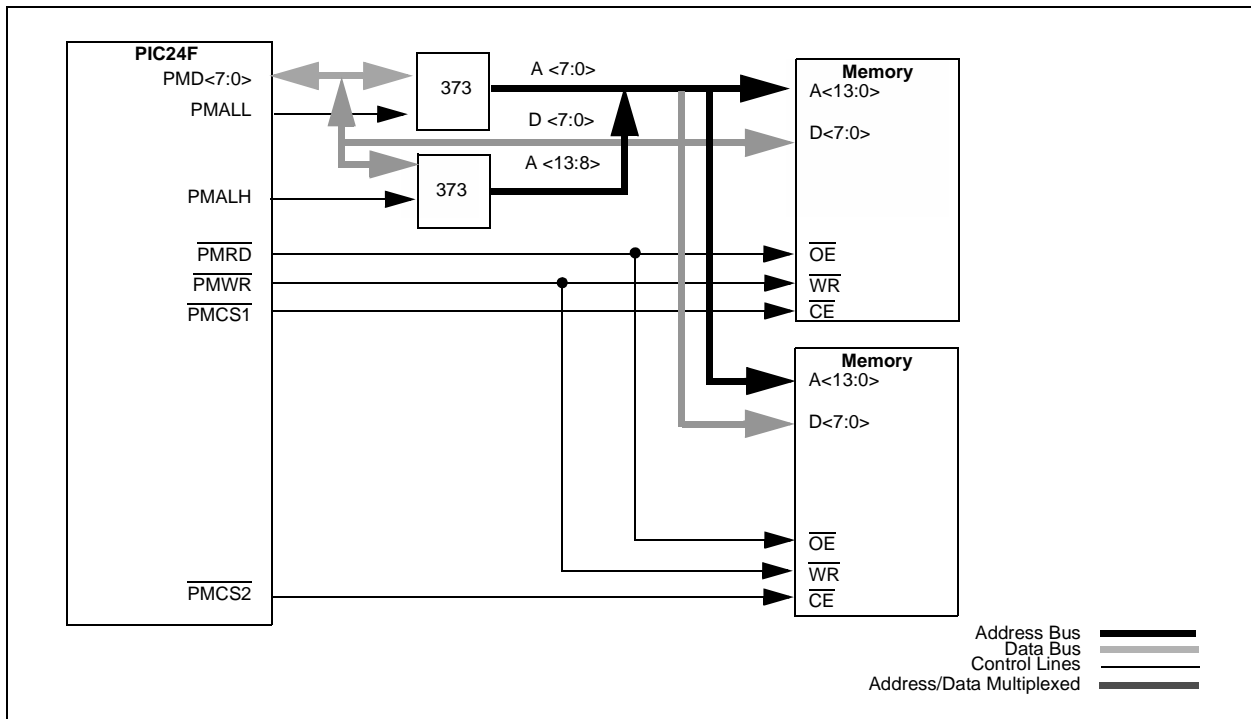 PIC24F
PMD<7:0>
PMALL
PMALH
PMRD
PMWR
PMCS1
PMCS2
373
373
A <7:0>
D <7:0>
A <13:8>
Memory
A<13:0>
D<7:0>
OE
WR
CE
Memory
A<13:0>
D<7:0>
OE
WR
CE
Address Bus
Data Bus
Control Lines
Address/Data Multiplexed